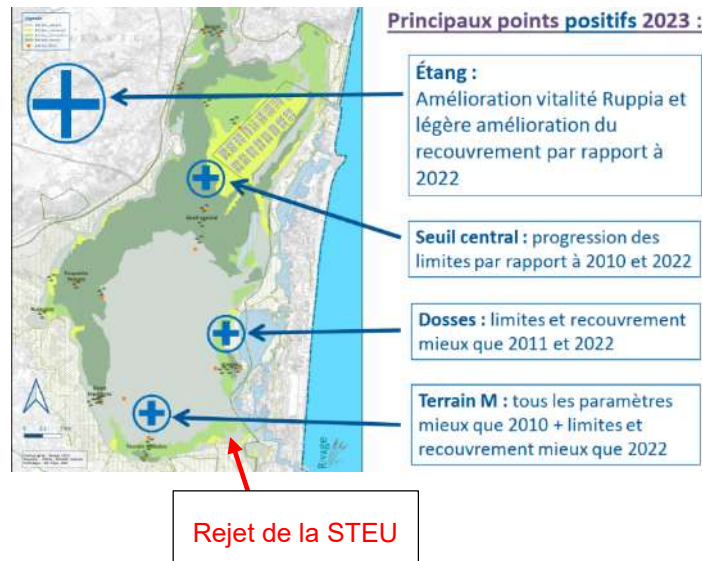 Principaux points positifs 2023 :
Étang :
Amélioration vitalité Ruppia et
légère amélioration du
recouvrement par rapport à
2022
Seuil central : progression des
limites par rapport à 2010 et 2022
Dosses : limites et recouvrement
mieux que 2011 et 2022
Terrain M : tous les paramètres
mieux que 2010 + limites et
recouvrement mieux que 2022
Rivage
Rejet de la STEU